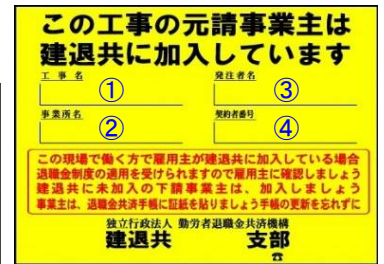 この工事の元請事業主は
建退共に加入しています
工事名 ① 発注者名 ③
事業所名 ② 契約者番号 ④
この現場で働く方で雇用主が建退共に加入している場合
退職金制度の適用を受けられますので雇用主に確認しましょう
建退共に未加入の下請事業主は、加入しましょう
事業主は、退職金共済手帳に証紙を貼りましょう手帳の更新を忘れずに
独立行政法人 勤労者退職金共済機構
建退共 支部
☎